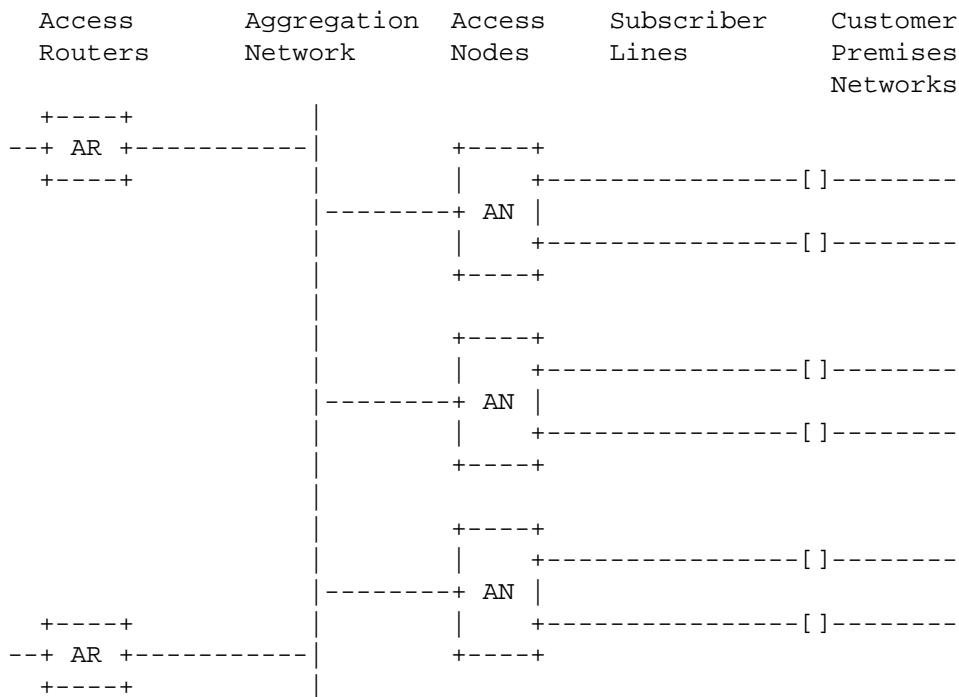 Access Aggregation Access Subscriber Customer
Routers Network Nodes Lines Premises
Networks
AR
AN
AN
AN
AR